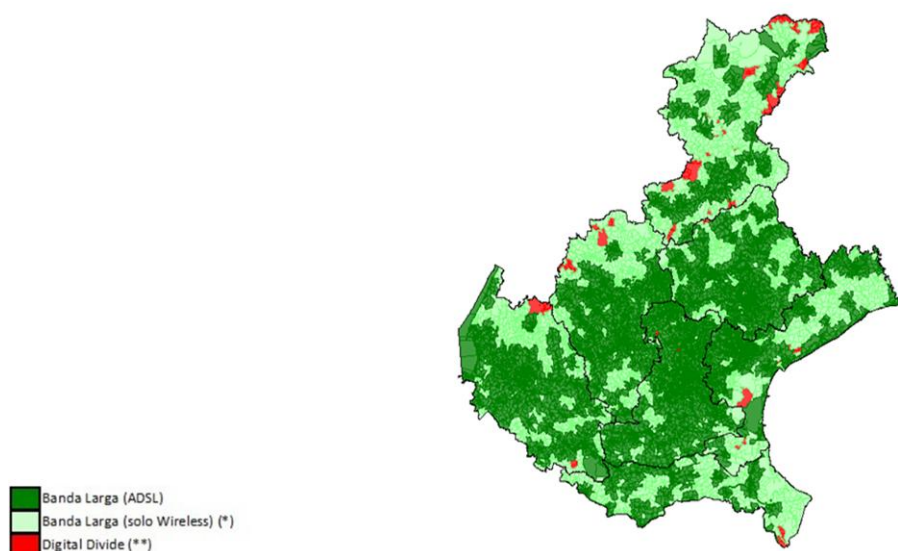 Banda Larga (ADSL)
Banda Larga (solo Wireless) (*)
Digital Divide (**)